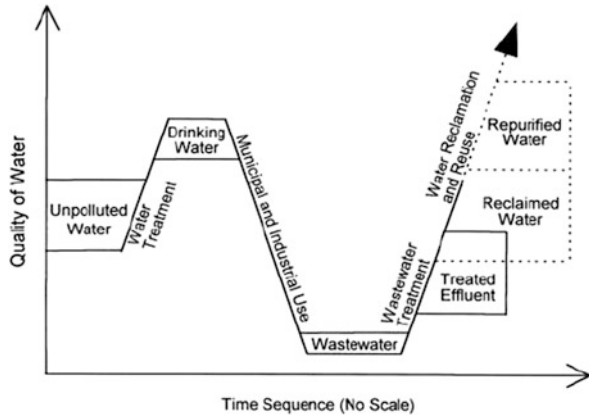 Quality of Water
Unpolluted
Water
Water
Treatment
Drinking
Water
Municipal and Industrial Use
Wastewater
Wastewater
Treatment
Treated
Effluent
Water Reclamation
and Reuse
Repurified
Water
Reclaimed
Water
Time Sequence (No Scale)